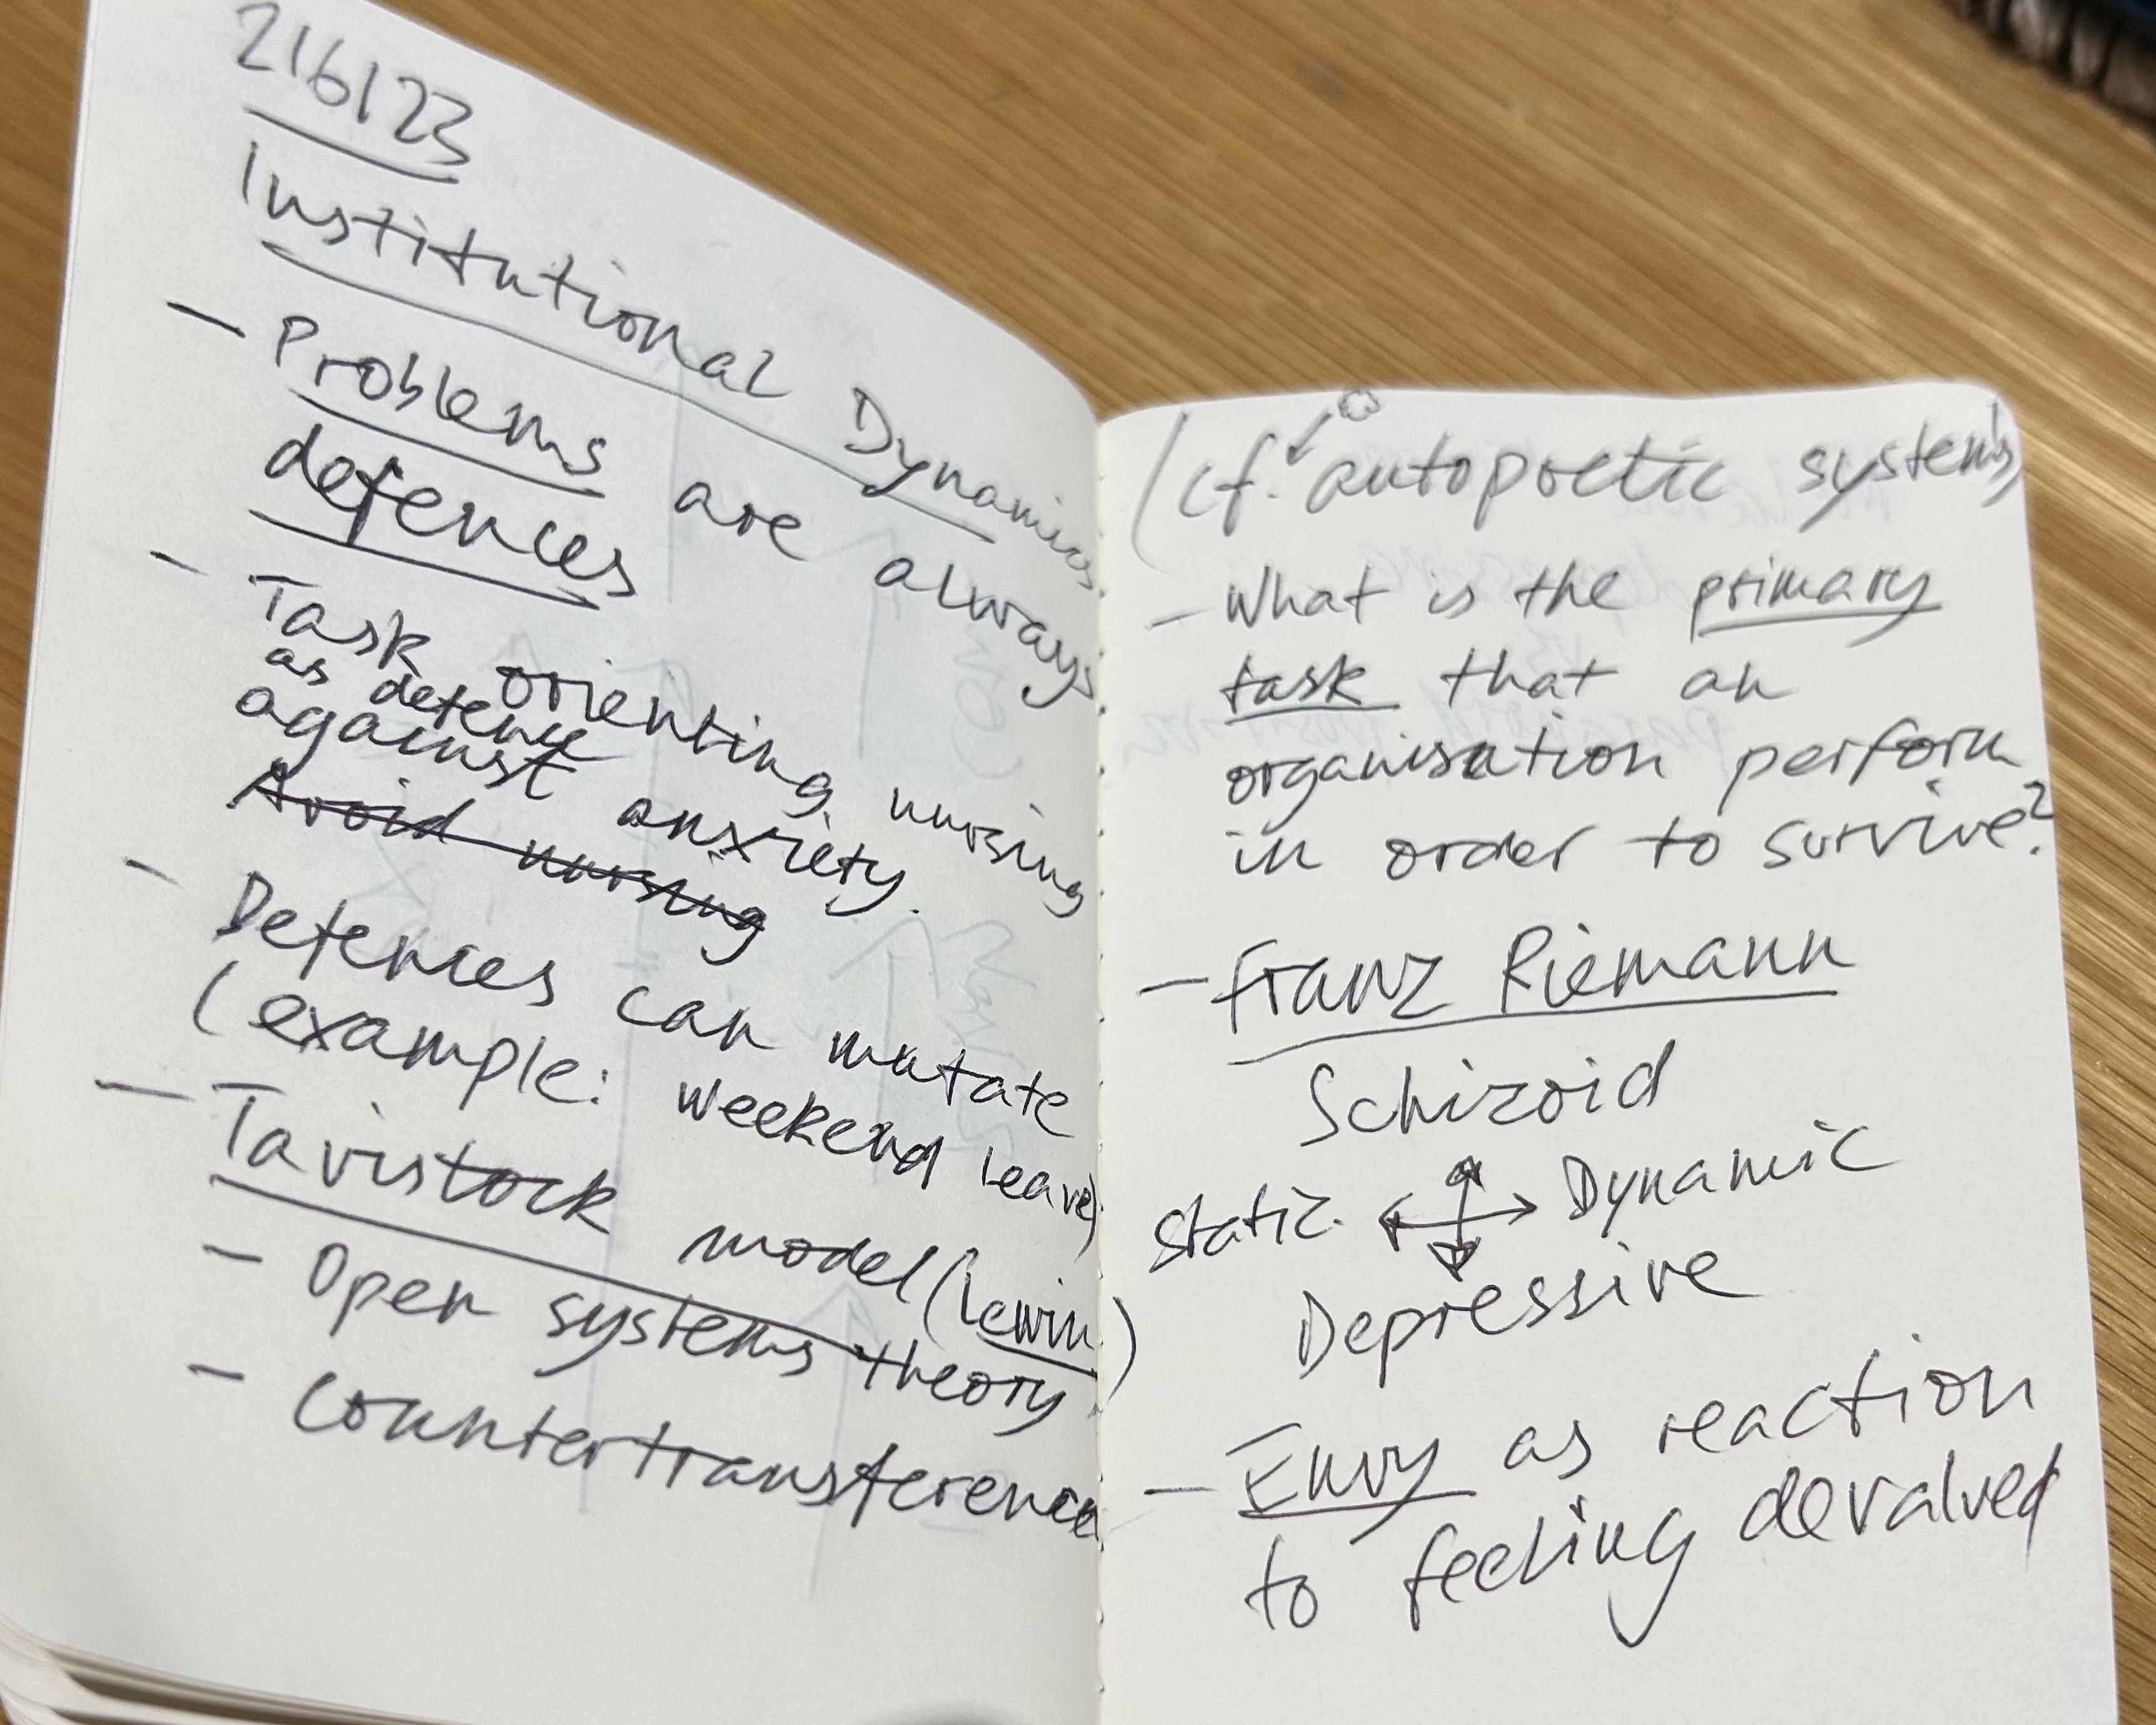 2/6/23
Institutional Dynamics
- Problems are always
defences
- Task orienting nursing
as defence
against anxiety.
Avoid nursing
- Defences can mutate
(example: weekend leave)
- Tavistock model (Lewin)
- Open systems theory
- Countertransference
(cf. autopoetic systems)
- What is the primary
task that an
organisation perform
in order to survive?
- Franz Riemann
Schizoid
Static Dynamic
Depressive
- Envy as reaction
to feeling devalued